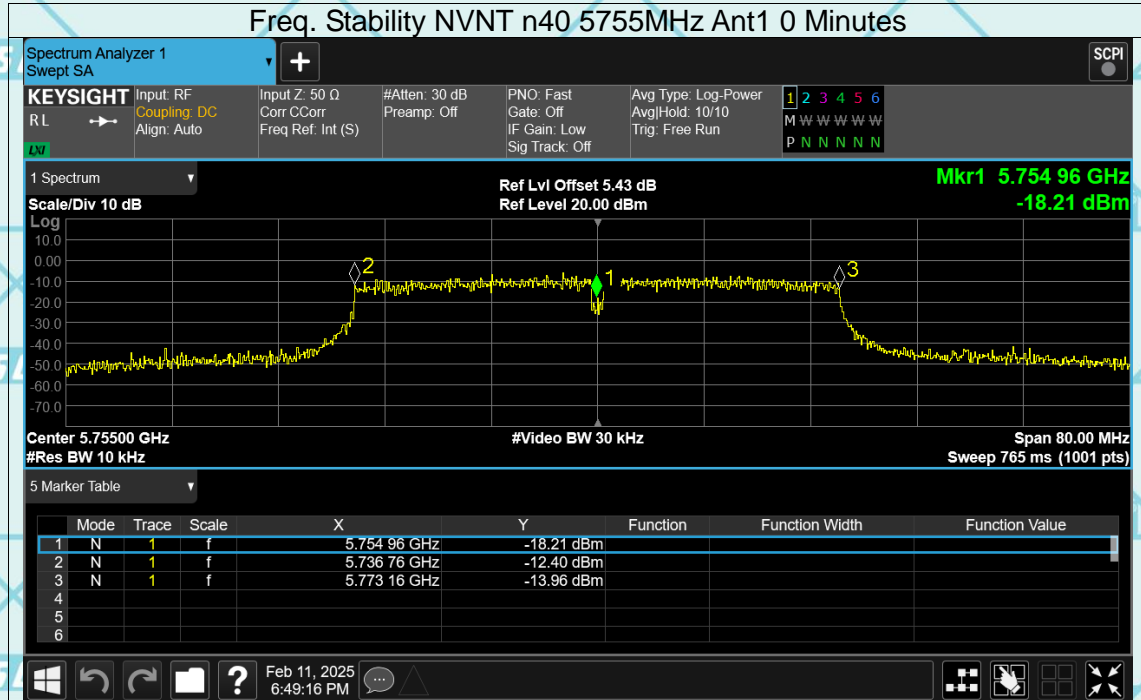 Freq. Stability NVNT n40 5755MHz Ant1 0 Minutes
Spectrum Analyzer 1
Swept SA
+
SCPI
KEYSIGHT
RL
LXI
Input: RF
Coupling: DC
Align: Auto
Input Z: 50 Ω
Corr CCorr
Freq Ref: Int (S)
#Atten: 30 dB
Preamp: Off
PNO: Fast
Gate: Off
IF Gain: Low
Sig Track: Off
Avg Type: Log-Power
Avg|Hold: 10/10
Trig: Free Run
1 2 3 4 5 6
M W W W W W
P N N N N N
1 Spectrum
Scale/Div 10 dB
Ref Lvl Offset 5.43 dB
Ref Level 20.00 dBm
Mkr1 5.754 96 GHz
-18.21 dBm
Log
10.0
0.00
-10.0
-20.0
-30.0
-40.0
-50.0
-60.0
-70.0
2
1
3
Center 5.75500 GHz
#Video BW 30 kHz
Span 80.00 MHz
#Res BW 10 kHz
Sweep 765 ms (1001 pts)
5 Marker Table
Mode Trace Scale X Y Function Function Width Function Value
1 N 1 f 5.754 96 GHz -18.21 dBm
2 N 1 f 5.736 76 GHz -12.40 dBm
3 N 1 f 5.773 16 GHz -13.96 dBm
4
5
6
?
Feb 11, 2025
6:49:16 PM